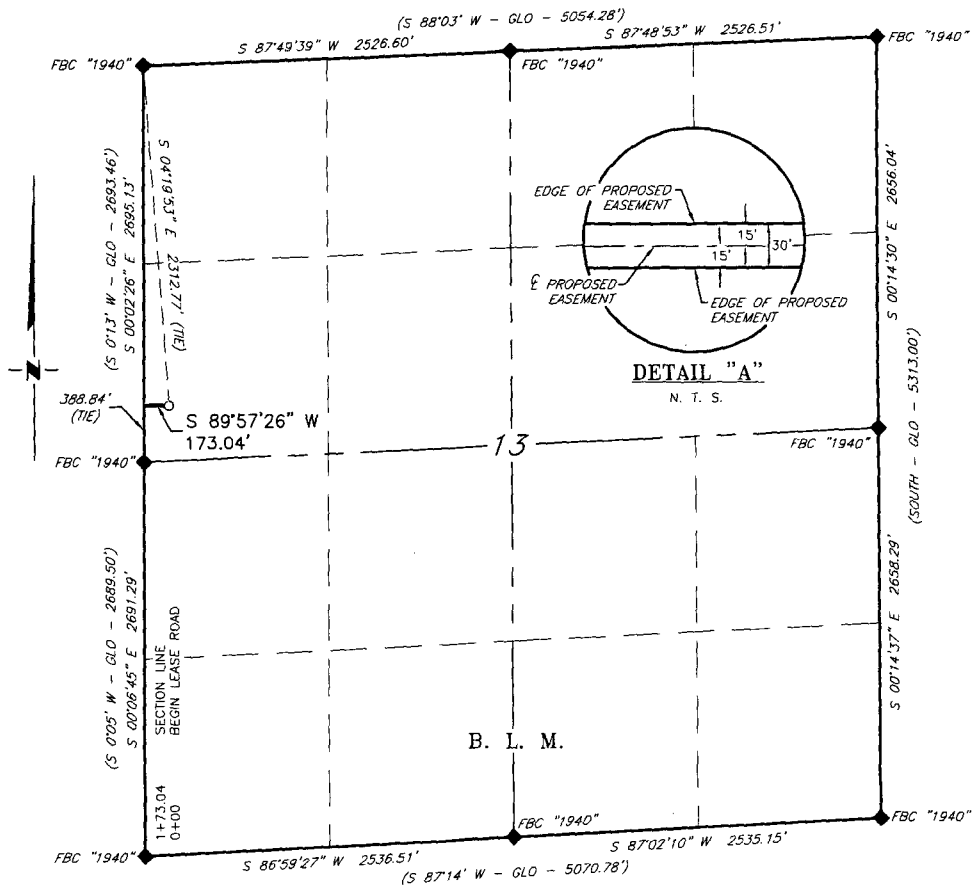 (S 88°03' W - GLO - 5054.28')
S 87°49'39" W 2526.60'
S 87°48'53" W 2526.51'
FBC "1940"
FBC "1940"
FBC "1940"
(S 0°13' W - GLO - 2693.46')
S 00°02'26" E 2695.13'
S 04°19'53" E 2312.77' (TIE)
EDGE OF PROPOSED
EASEMENT
15'
30'
15'
℄ PROPOSED
EASEMENT
EDGE OF PROPOSED
EASEMENT
DETAIL "A"
N. T. S.
S 00°14'30" E 2656.04'
N
388.84'
(TIE)
S 89°57'26" W
173.04'
FBC "1940"
13
FBC "1940"
(SOUTH - GLO - 5313.00')
(S 0°05' W - GLO - 2689.50')
S 00°06'45" E 2691.29'
SECTION LINE
BEGIN LEASE ROAD
1+73.04
0+00
S 00°14'37" E 2658.29'
B. L. M.
FBC "1940"
FBC "1940"
FBC "1940"
S 86°59'27" W 2536.51'
S 87°02'10" W 2535.15'
(S 87°14' W - GLO - 5070.78')